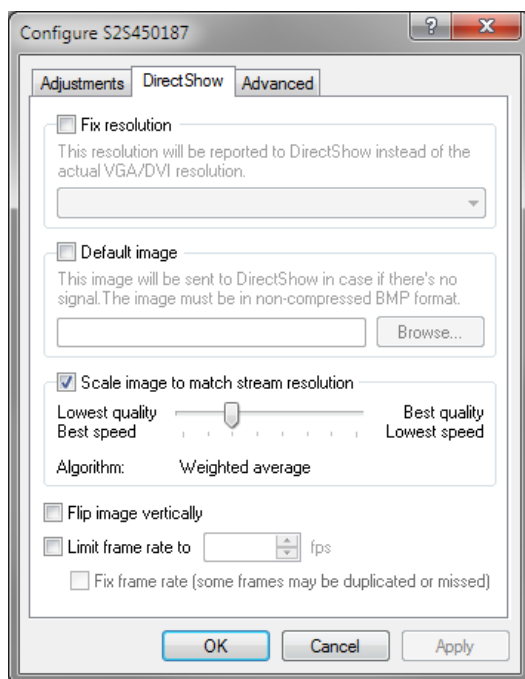 Configure S2S450187
Adjustments DirectShow Advanced
Fix resolution
This resolution will be reported to DirectShow instead of the
actual VGA/DVI resolution.
Default image
This image will be sent to DirectShow in case if there's no
signal.The image must be in non-compressed BMP format.
Browse...
Scale image to match stream resolution
Lowest quality Best quality
Best speed Lowest speed
Algorithm: Weighted average
Flip image vertically
Limit frame rate to fps
Fix frame rate (some frames may be duplicated or missed)
OK Cancel Apply